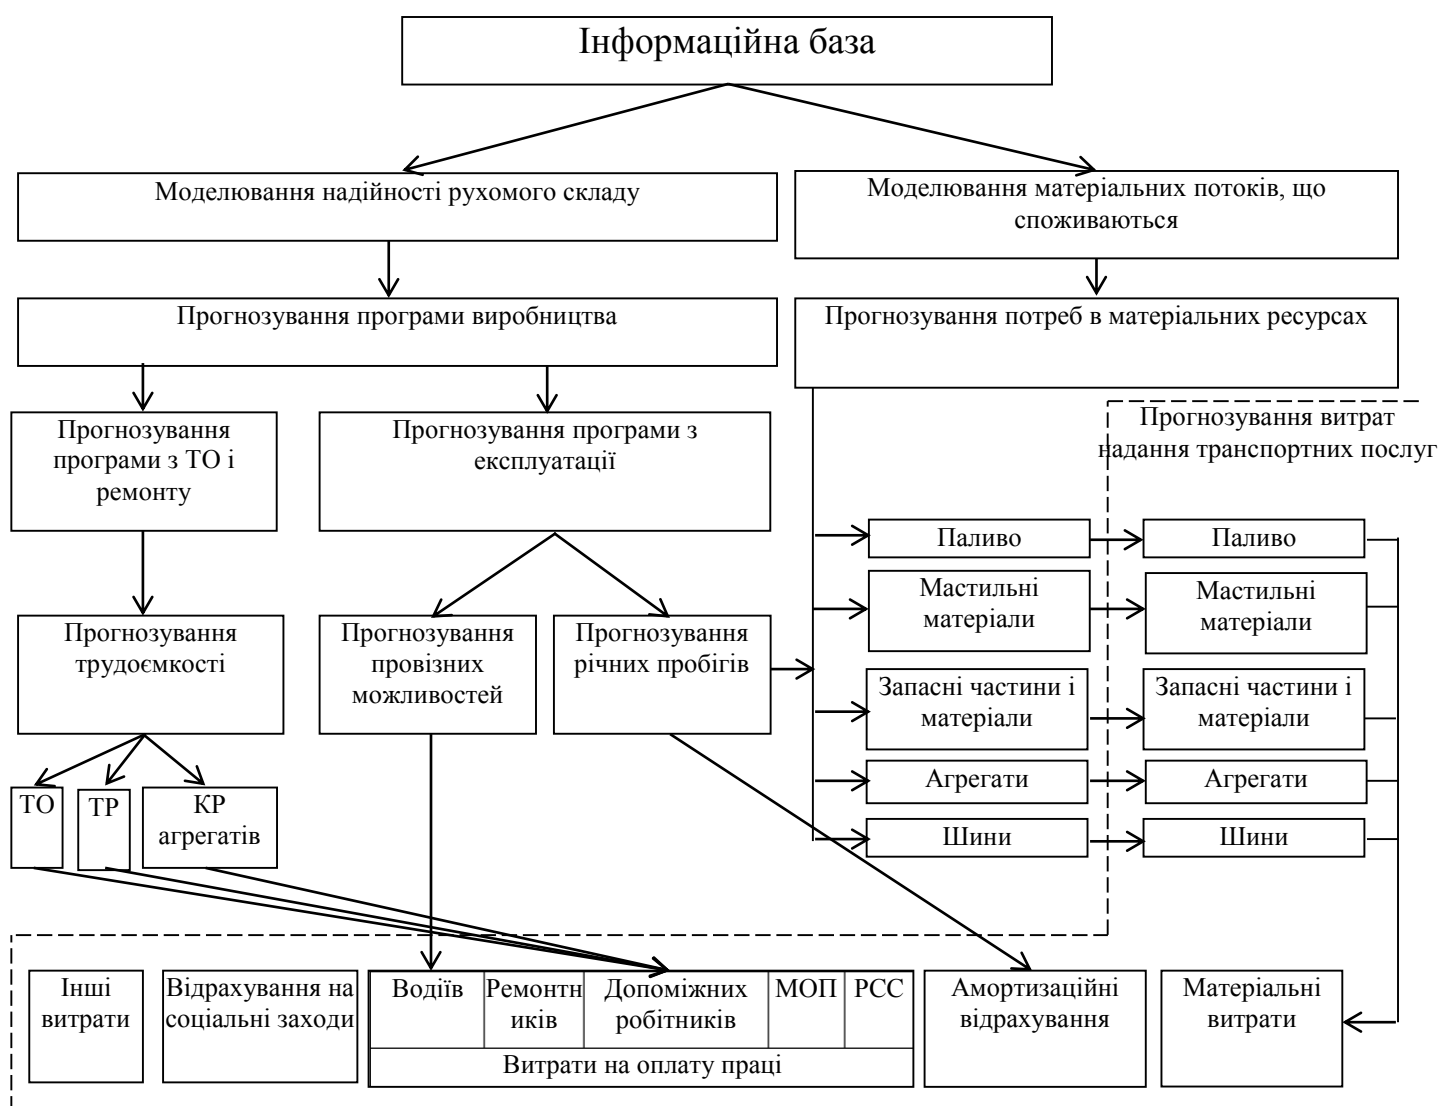 Інформаційна база
Моделювання надійності рухомого складу
Моделювання матеріальних потоків, що
споживаються
Прогнозування програми виробництва
Прогнозування потреб в матеріальних ресурсах
Прогнозування
програми з ТО і
ремонту
Прогнозування програми з
експлуатації
Прогнозування витрат
надання транспортних послуг
Паливо
Паливо
Мастильні
матеріали
Мастильні
матеріали
Прогнозування
трудоємкості
Прогнозування
провізних
можливостей
Прогнозування
річних пробігів
Запасні частини і
матеріали
Запасні частини і
матеріали
Агрегати
Агрегати
Шини
Шини
ТО
ТР
КР
агрегатів
Інші
витрати
Відрахування на
соціальні заходи
Водіїв
Ремонтн
иків
Допоміжних
робітників
МОП
РСС
Витрати на оплату праці
Амортизаційні
відрахування
Матеріальні
витрати